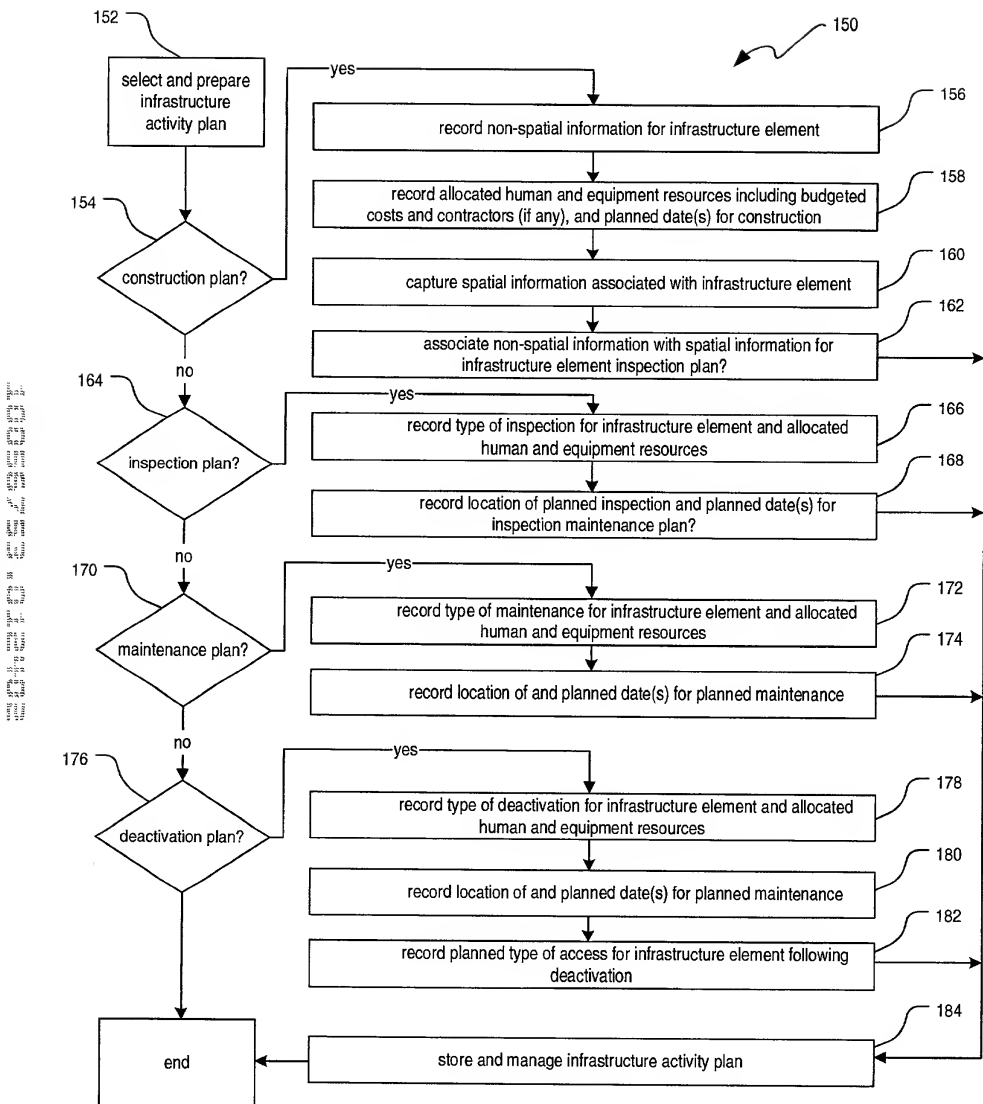 152
150
select and prepare
infrastructure
activity plan
yes
156
record non-spatial information for infrastructure element
158
record allocated human and equipment resources including budgeted
costs and contractors (if any), and planned date(s) for construction
154
construction plan?
160
capture spatial information associated with infrastructure element
162
associate non-spatial information with spatial information for
infrastructure element inspection plan?
no
164
yes
166
record type of inspection for infrastructure element and allocated
human and equipment resources
inspection plan?
168
record location of planned inspection and planned date(s) for
inspection maintenance plan?
no
170
yes
172
record type of maintenance for infrastructure element and allocated
human and equipment resources
maintenance plan?
174
record location of and planned date(s) for planned maintenance
no
176
yes
178
record type of deactivation for infrastructure element and allocated
human and equipment resources
deactivation plan?
180
record location of and planned date(s) for planned maintenance
182
record planned type of access for infrastructure element following
deactivation
184
store and manage infrastructure activity plan
end